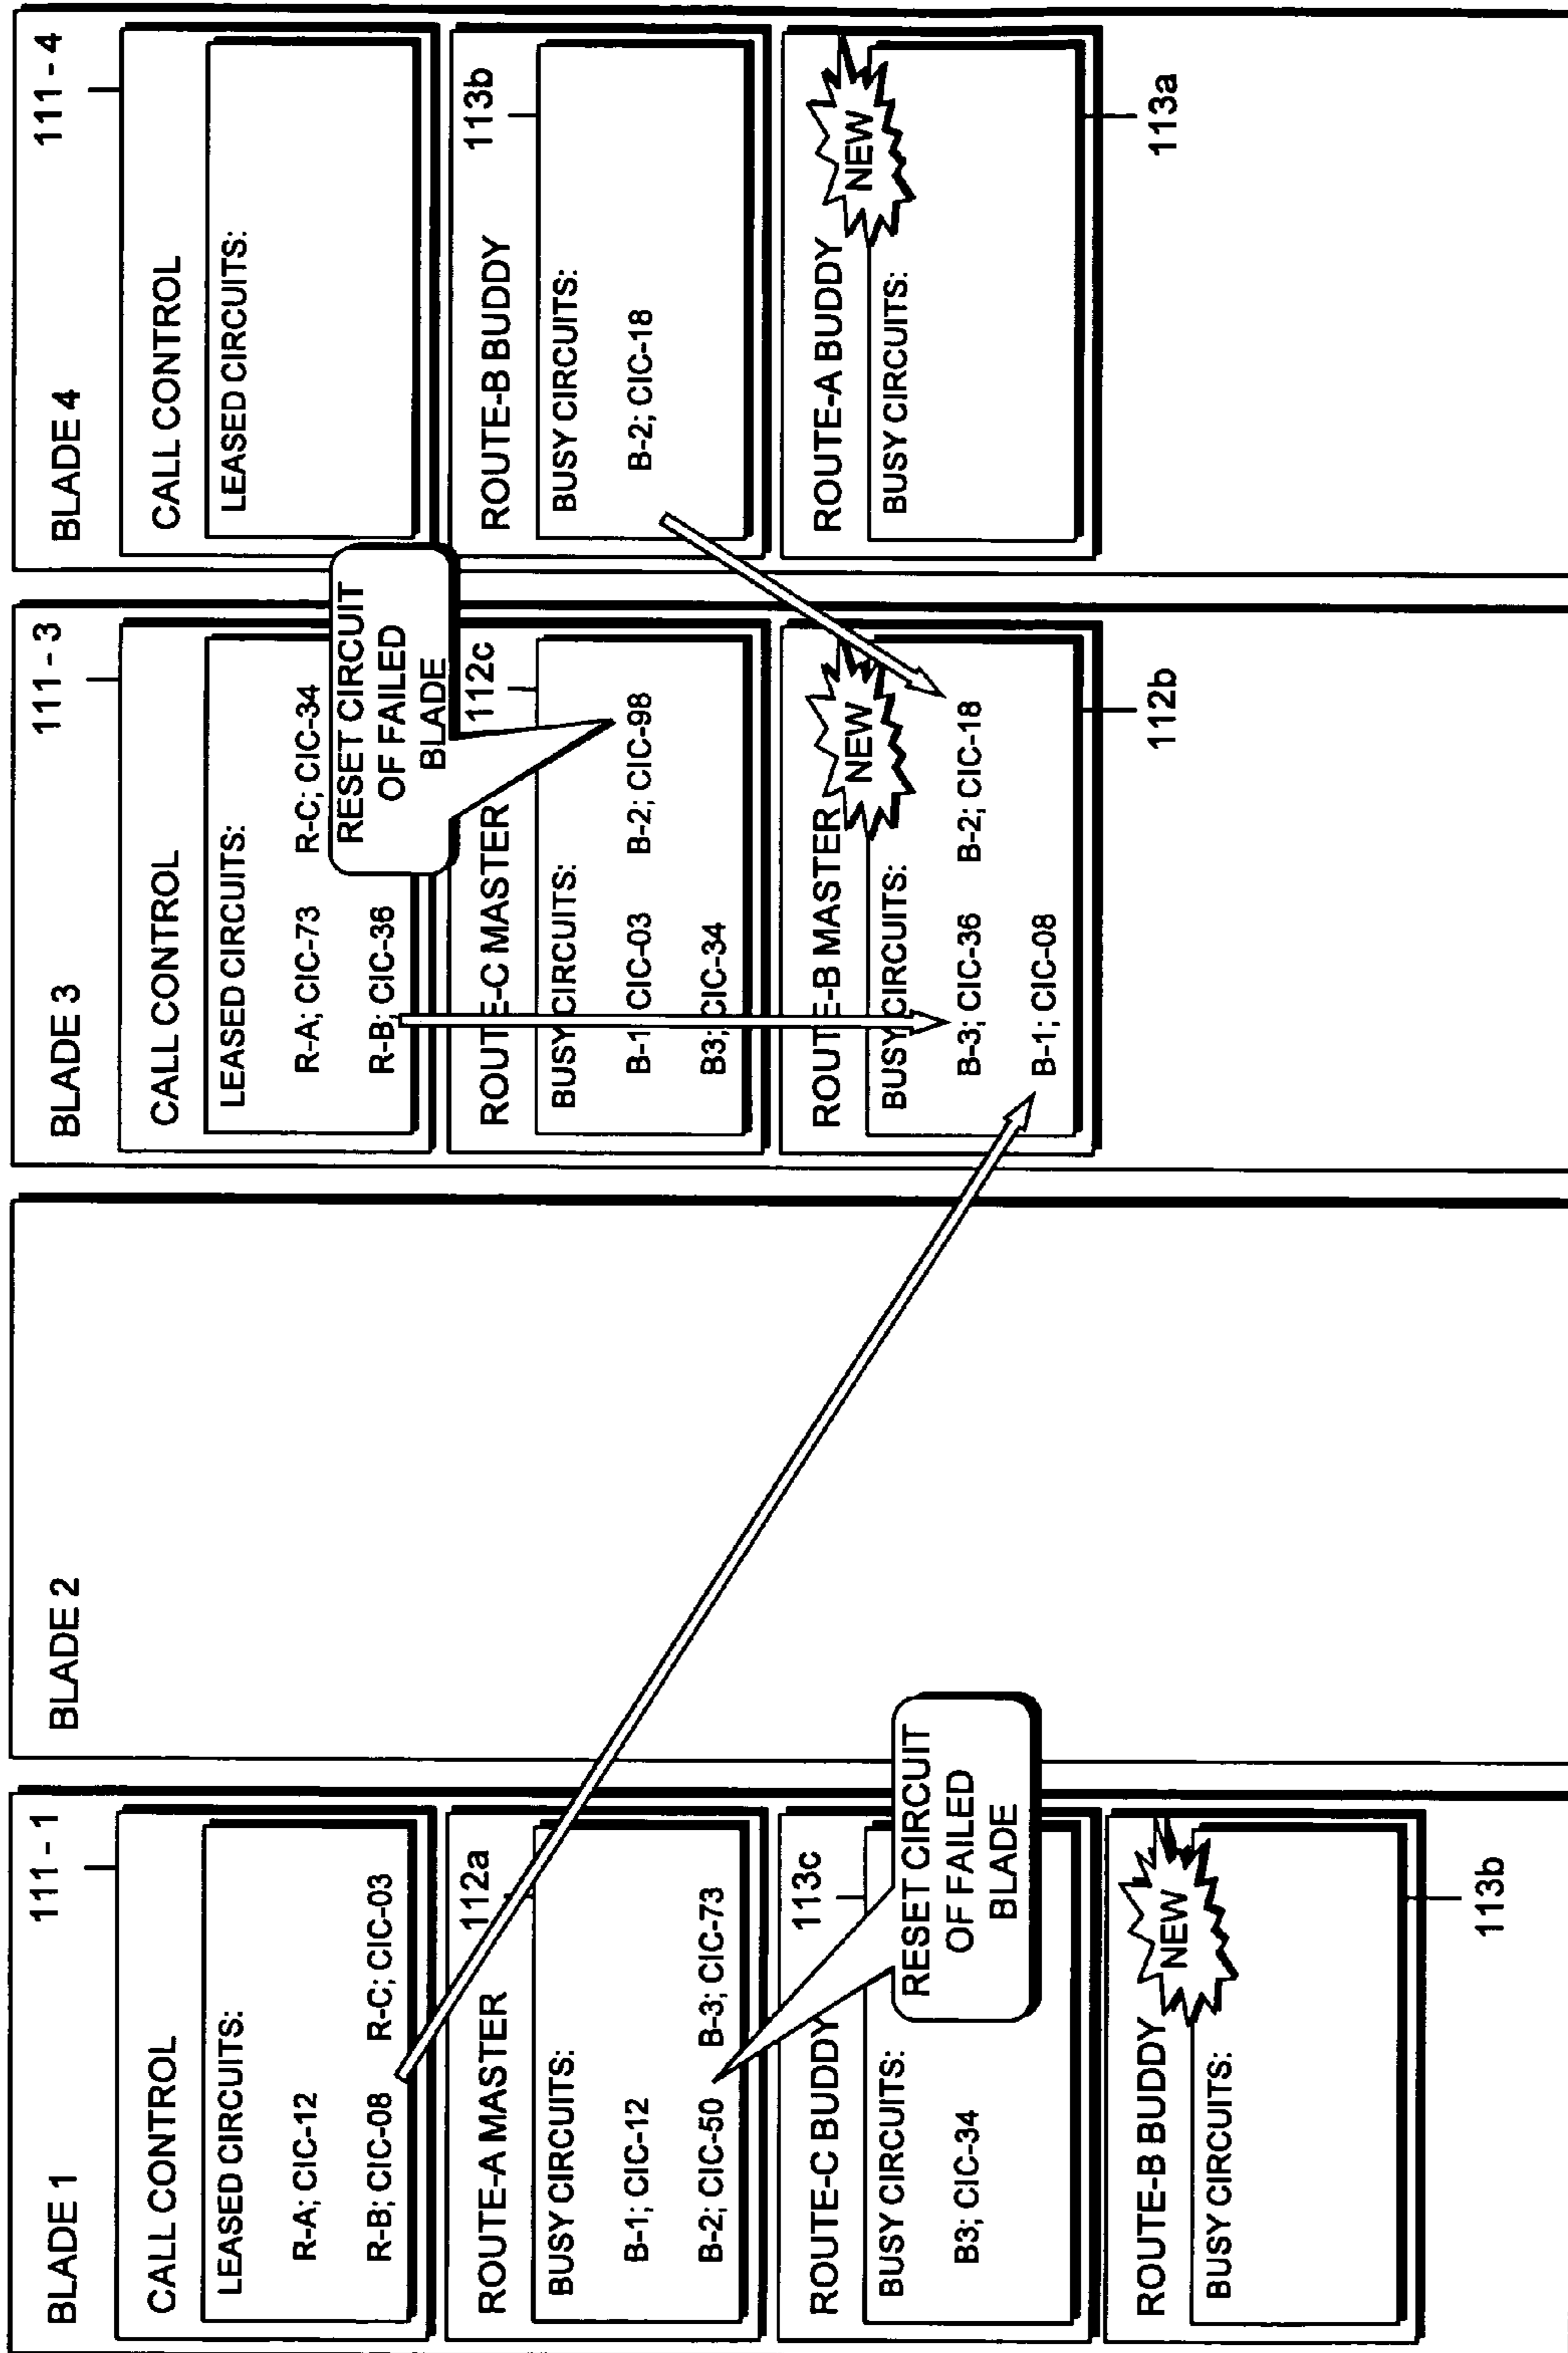 BLADE 1
111 - 1
CALL CONTROL
LEASED CIRCUITS:
R-A; CIC-12
R-B; CIC-08
R-C; CIC-03
ROUTE-A MASTER
112a
BUSY CIRCUITS:
B-1; CIC-12
B-2; CIC-50
B-3; CIC-73
ROUTE-C BUDDY
113c
BUSY CIRCUITS:
B3; CIC-34
RESET CIRCUIT
OF FAILED
BLADE
ROUTE-B BUDDY
NEW
BUSY CIRCUITS:
113b
BLADE 2
BLADE 3
111 - 3
CALL CONTROL
LEASED CIRCUITS:
R-A; CIC-73
R-C; CIC-34
R-B; CIC-36
RESET CIRCUIT
OF FAILED
BLADE
ROUTE-C MASTER
112c
BUSY CIRCUITS:
B-1; CIC-03
B-2; CIC-98
B3; CIC-34
ROUTE-B MASTER
NEW
BUSY CIRCUITS:
B-3; CIC-36
B-2; CIC-18
B-1; CIC-08
112b
BLADE 4
111 - 4
CALL CONTROL
LEASED CIRCUITS:
ROUTE-B BUDDY
113b
BUSY CIRCUITS:
B-2; CIC-18
ROUTE-A BUDDY
NEW
BUSY CIRCUITS:
113a